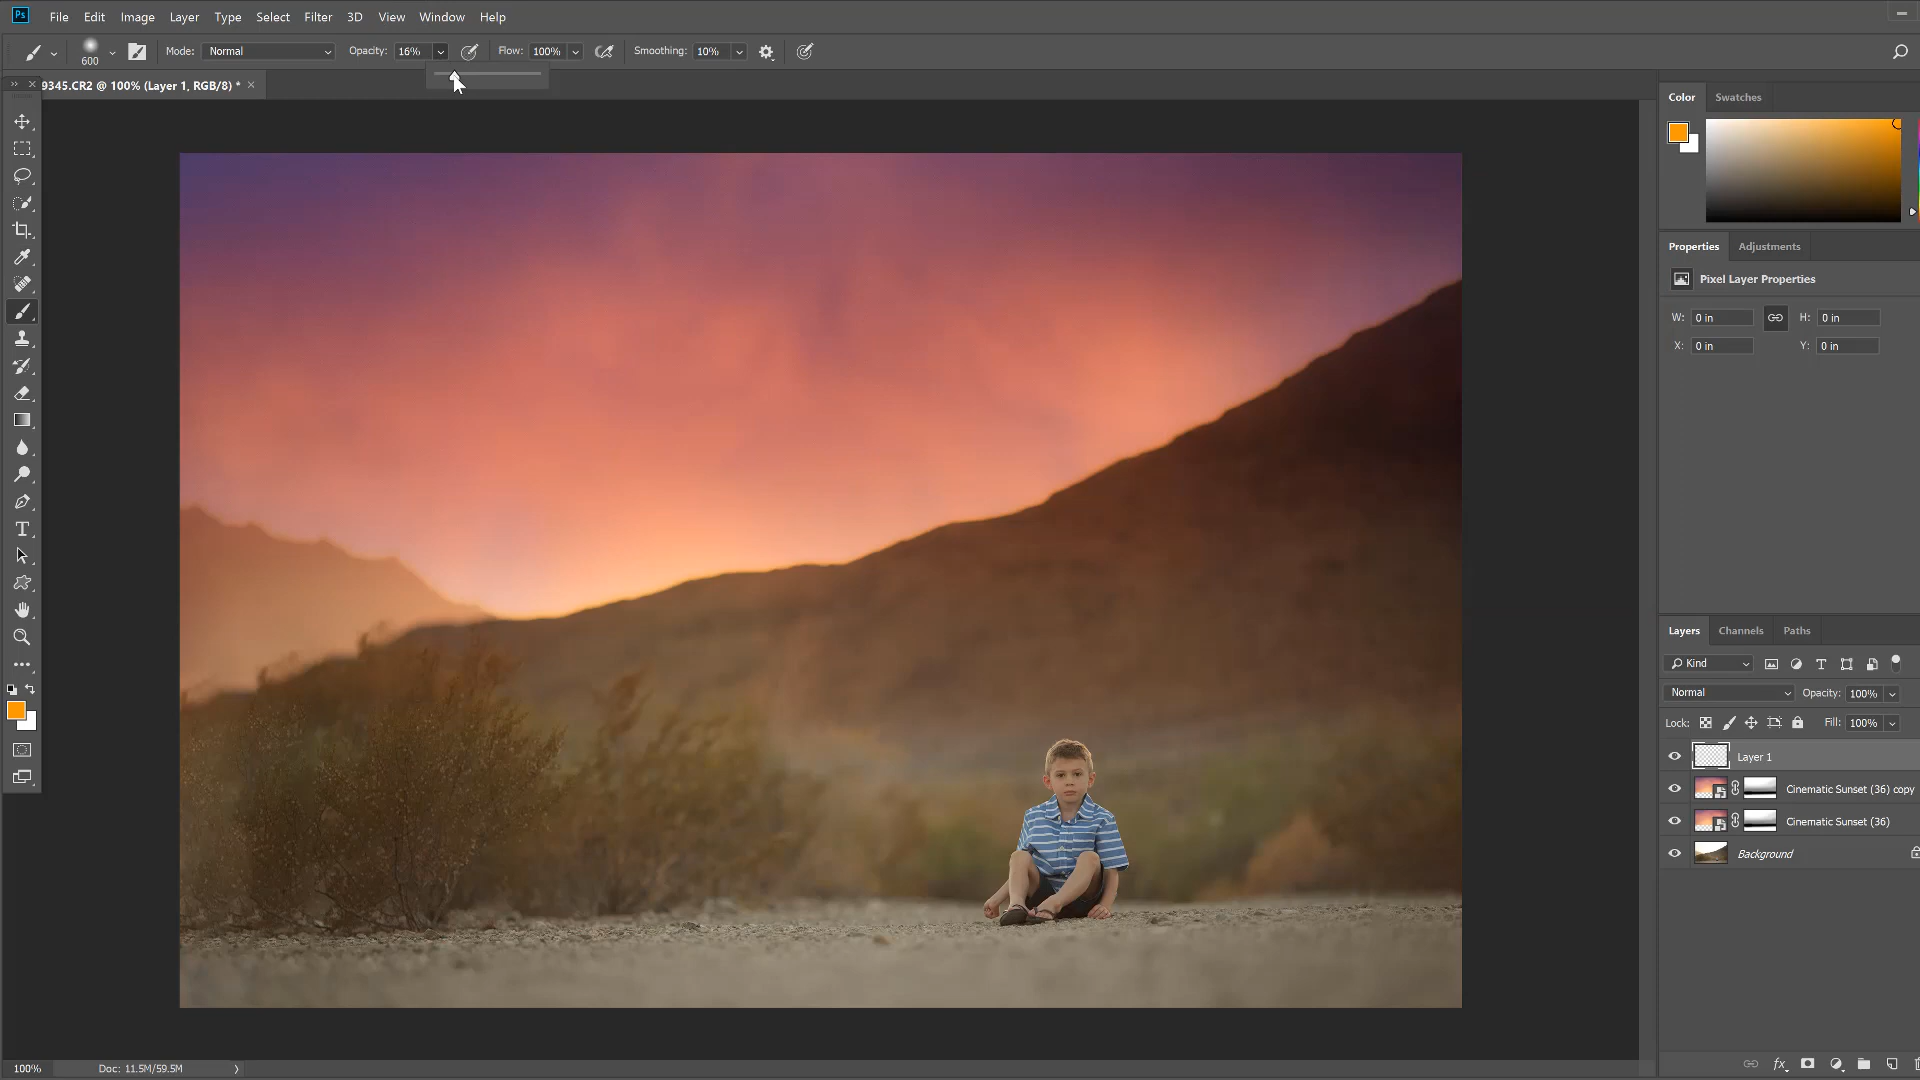 Ps File Edit Image Layer Type Select Filter 3D View Window Help
600 Mode: Normal Opacity: 16% Flow: 100% Smoothing: 10%
9345.CR2 @ 100% (Layer 1, RGB/8) * ×
Color Swatches
Properties Adjustments
Pixel Layer Properties
W: 0 in H: 0 in
X: 0 in Y: 0 in
Layers Channels Paths
Kind
Normal Opacity: 100%
Lock: Fill: 100%
Layer 1
Cinematic Sunset (36) copy
Cinematic Sunset (36)
Background
100% Doc: 11.5M/59.5M